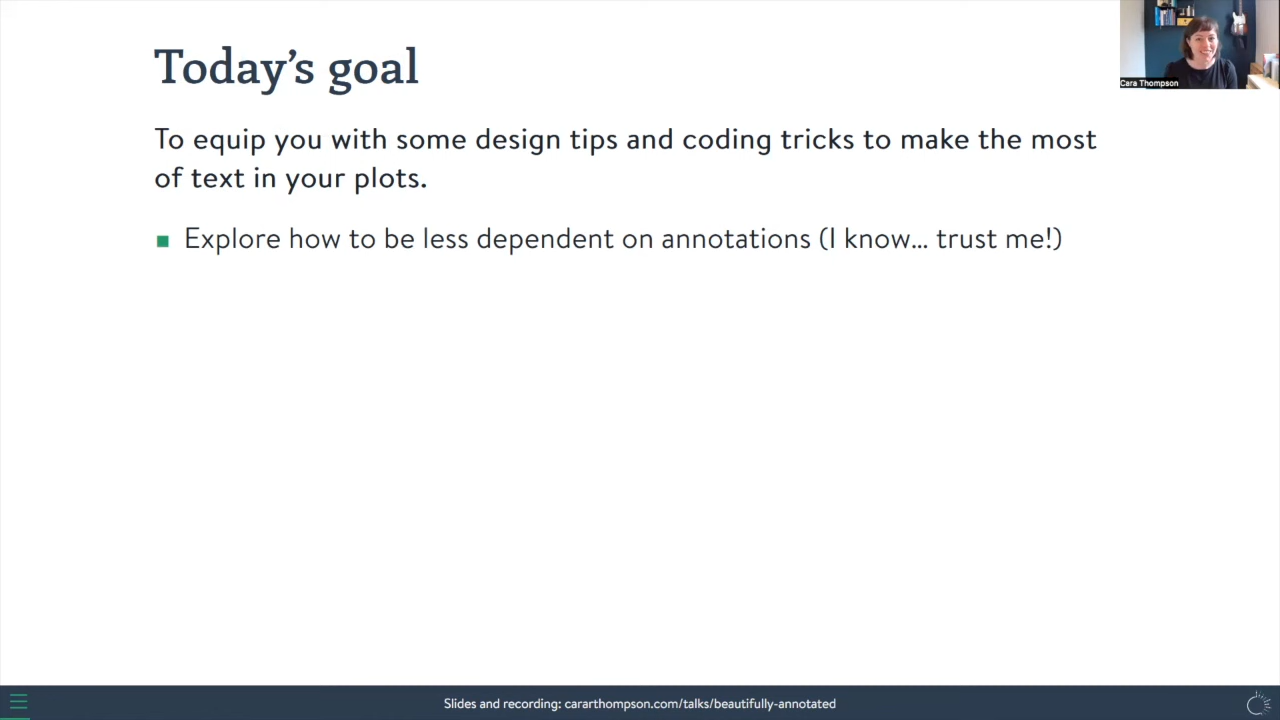 Today’s goal
Cara Thompson
To equip you with some design tips and coding tricks to make the most
of text in your plots.
Explore how to be less dependent on annotations (I know… trust me!)
Slides and recording: cararthompson.com/talks/beautifully-annotated